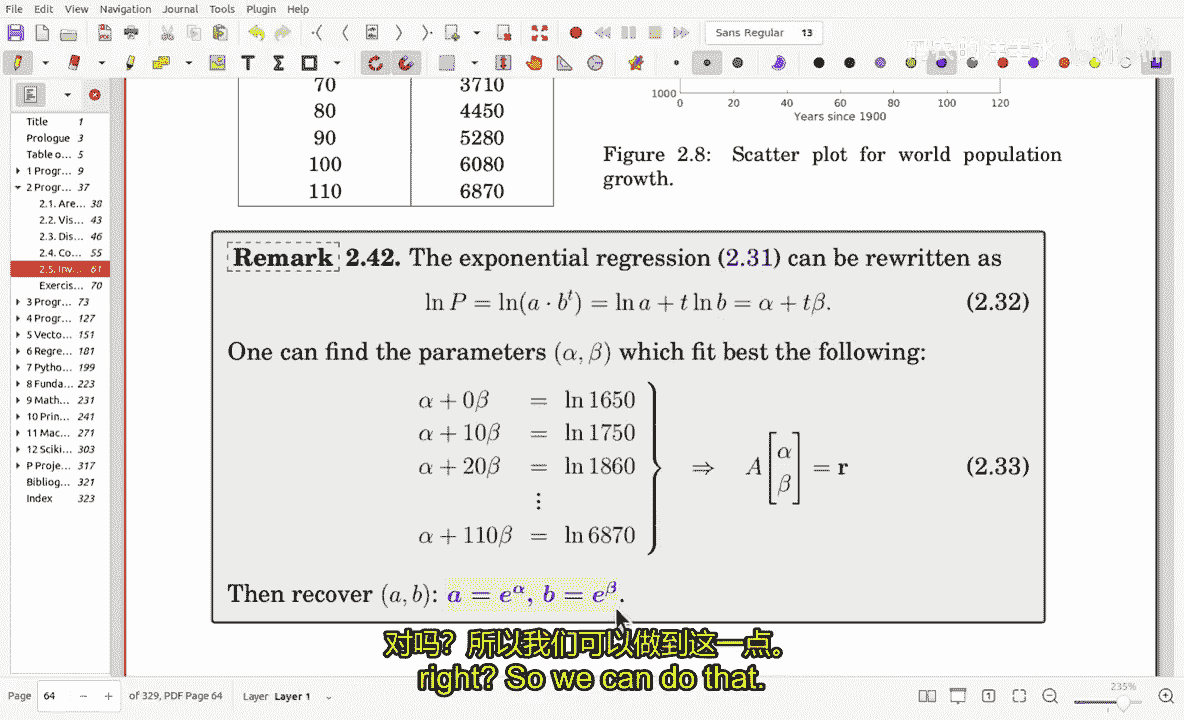 File Edit View Navigation Journal Tools Plugin Help
Sans Regular 13
Title 1
Prologue 3
Table o... 5
1 Progr... 9
2 Progr... 37
2.1. Are... 38
2.2. Vis... 43
2.3. Dis... 46
2.4. Co... 55
2.5. Inv... 61
Exercis... 70
3 Progr... 73
4 Progr... 127
5 Vecto... 151
6 Regre... 181
7 Pytho... 199
8 Funda... 223
9 Math... 231
10 Prin... 241
11 Mac... 271
12 Sciki... 303
P Proje... 317
Bibliog... 321
Index 323
70 3710
80 4450
90 5280
100 6080
110 6870
1000
0 20 40 60 80 100 120
Years since 1900
Figure 2.8: Scatter plot for world population
growth.
Remark 2.42. The exponential regression (2.31) can be rewritten as
ln P = ln(a · b^t) = ln a + t ln b = α + tβ. (2.32)
One can find the parameters (α, β) which fit best the following:
α + 0β = ln 1650
α + 10β = ln 1750
α + 20β = ln 1860
⋮
α + 110β = ln 6870
⇒ A [α β] = r (2.33)
Then recover (a, b): a = e^α, b = e^β.
对吗？所以我们可以做到这一点。
right? So we can do that.
Page 64 − + of 329, PDF Page 64 Layer Layer 1 235%